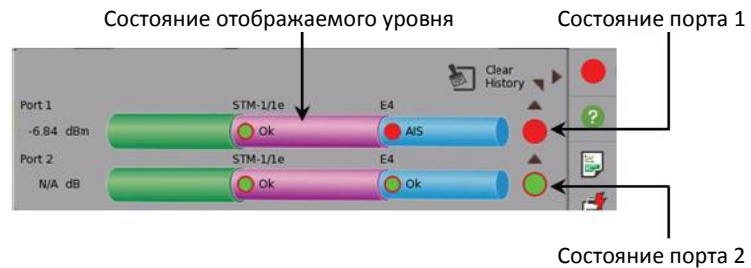 Состояние отображаемого уровня
Состояние порта 1
Clear
History
Port 1
STM-1/1e
E4
-6.84 dBm
Ok
AIS
?
Port 2
STM-1/1e
E4
N/A dB
Ok
Ok
Состояние порта 2